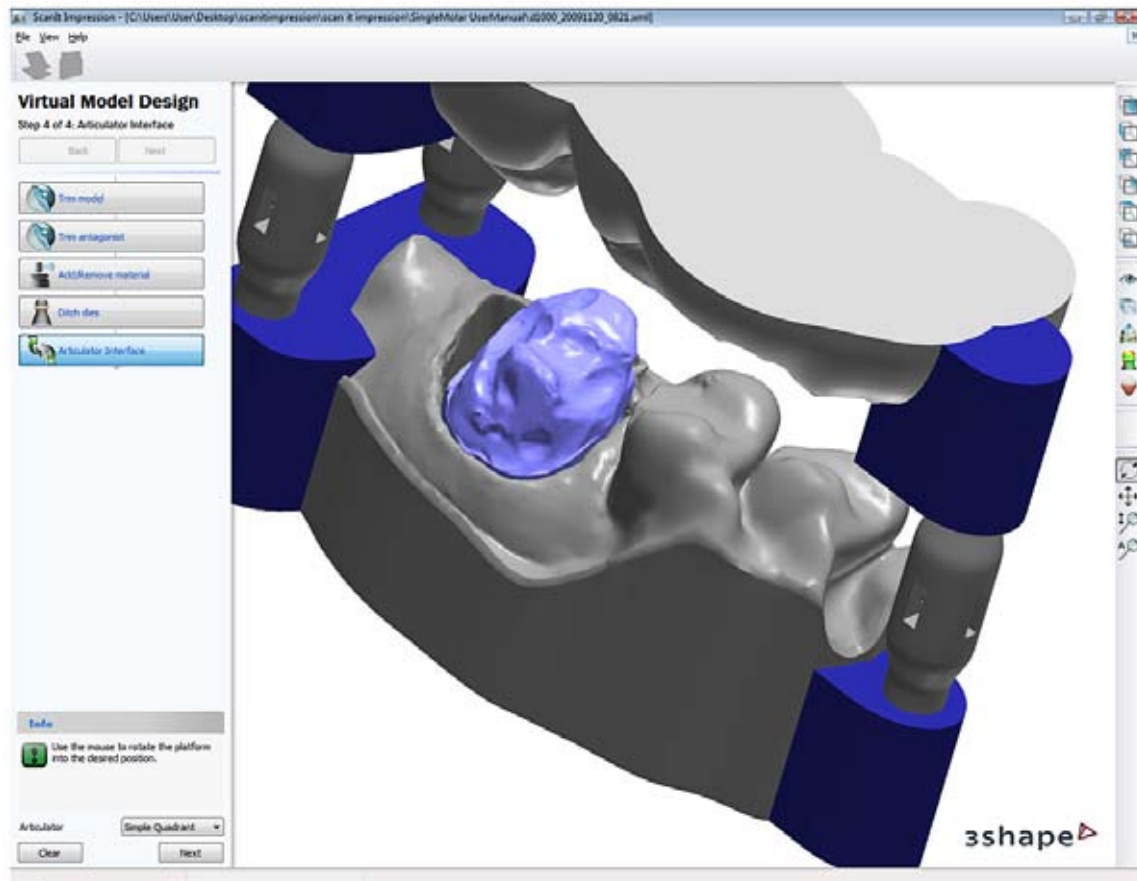 ScanIt Impression - [C:\Users\User\Desktop\scanitimpression\scan it impression\SingleMolar UserManual\d1000_20091120_0821.xml]
File View Help
Virtual Model Design
Step 4 of 4: Articulator Interface
Back Next
Trim model
Trim antagonist
Add/Remove material
Ditch dies
Articulator Interface
Info
Use the mouse to rotate the platform
into the desired position.
Articulator Simple Quadrant
Clear Next
3shape